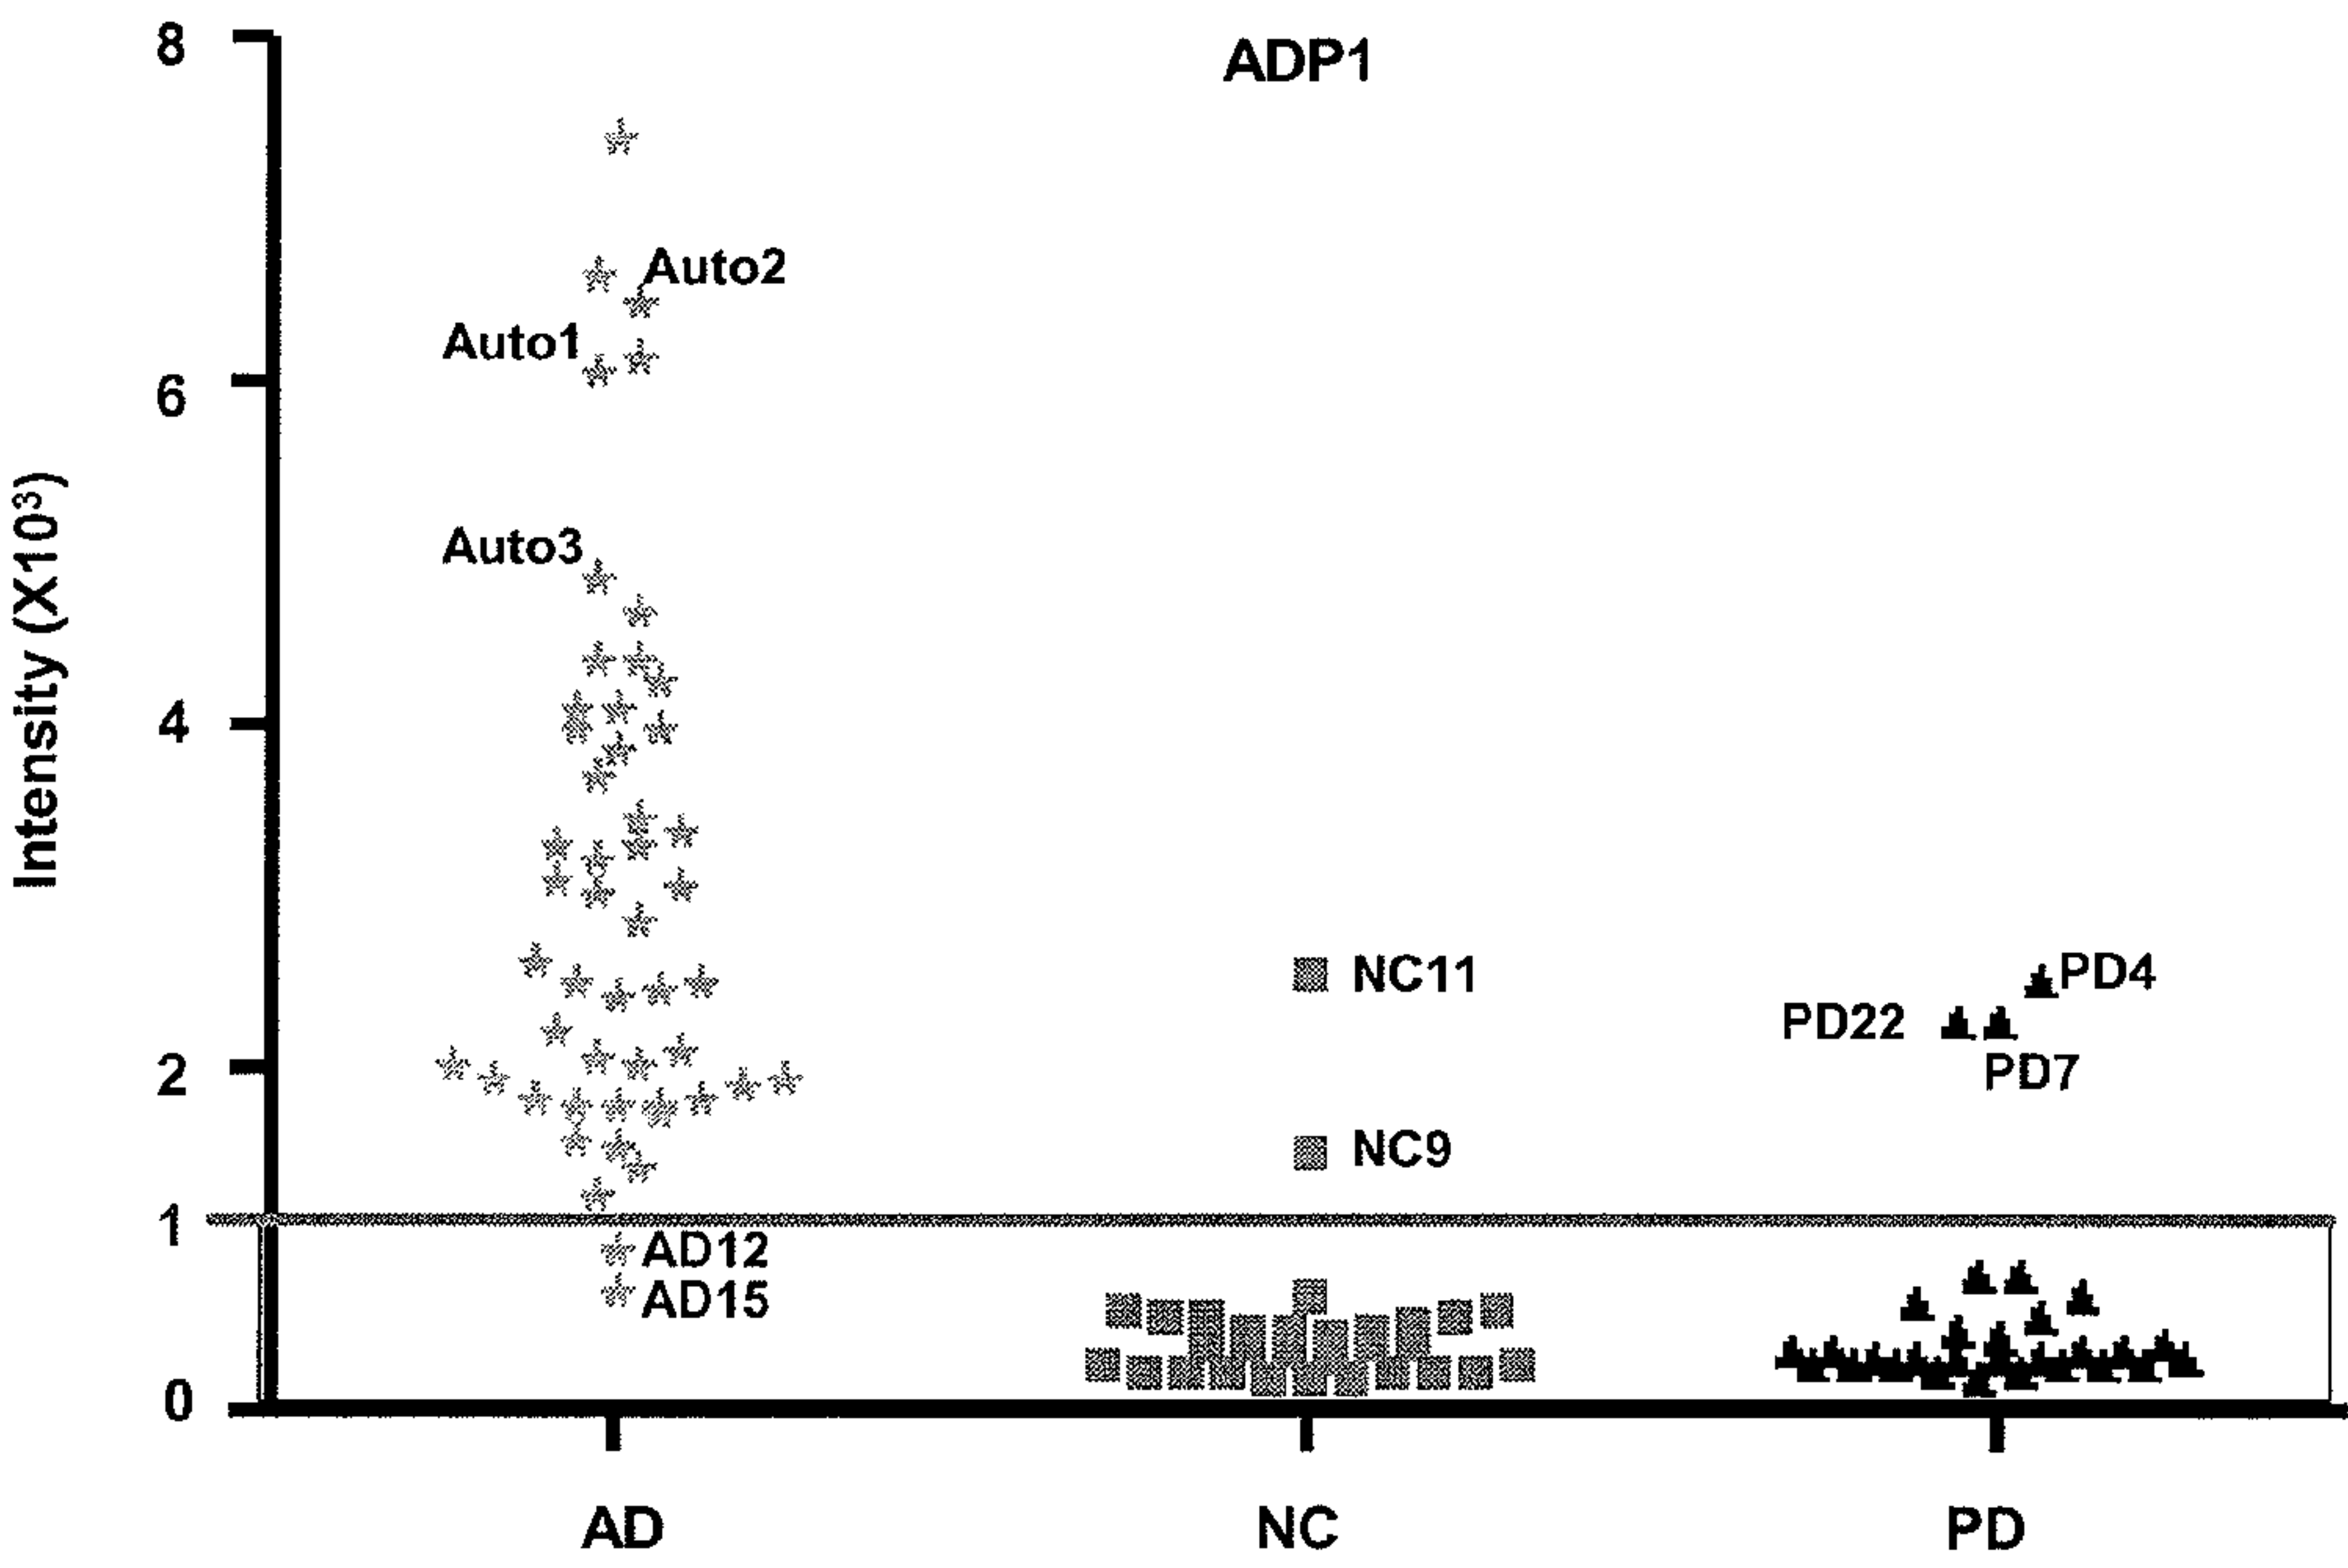 ADP1
8
6
4
2
1
0
Intensity (X10³)
Auto2
Auto1
Auto3
NC11
NC9
PD4
PD22
PD7
AD12
AD15
AD
NC
PD